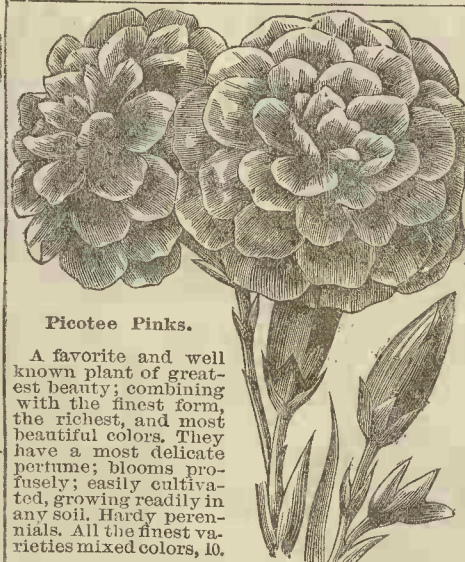 Picotee Pinks.
A favorite and well
known plant of great-
est beauty; combining
with the finest form,
the richest, and most
beautiful colors. They
have a most delicate
perfume; blooms pro-
fusely; easily cultiva-
ted, growing readily in
any soil. Hardy peren-
nials. All the finest va-
rieties mixed colors, 10.